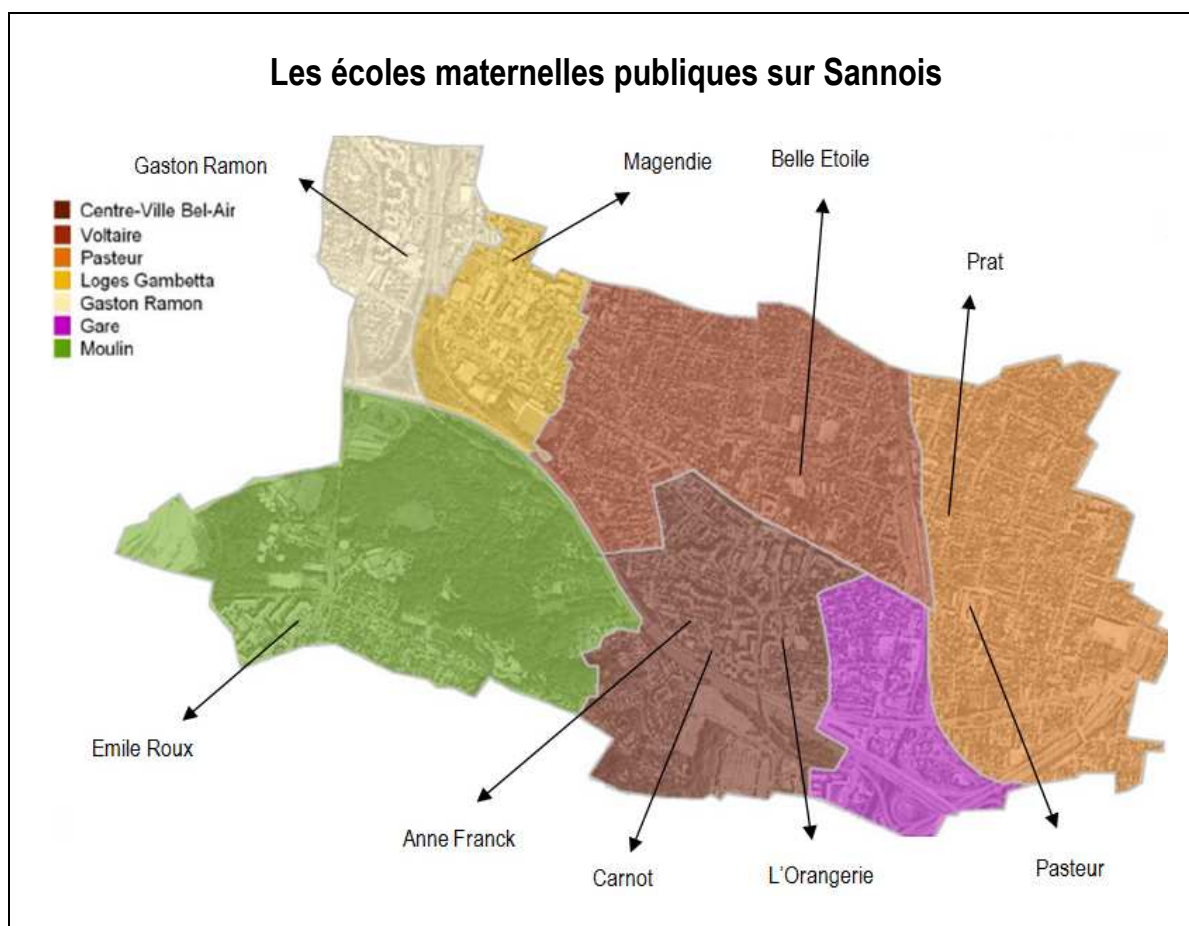 Les écoles maternelles publiques sur Sannois
Gaston Ramon
Magendie
Belle Etoile
Prat
Centre-Ville Bel-Air
Voltaire
Pasteur
Loges Gambetta
Gaston Ramon
Gare
Moulin
Emile Roux
Anne Franck
Carnot
L'Orangerie
Pasteur